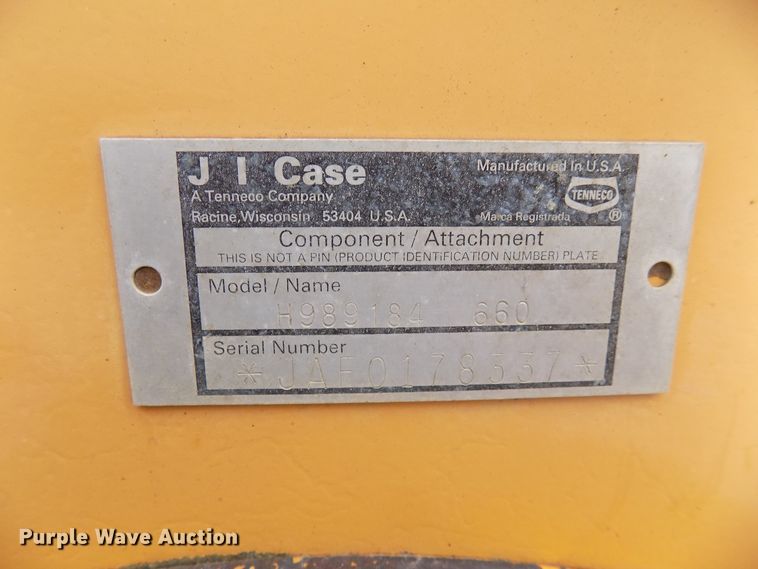 J I Case
A Tenneco Company
Racine, Wisconsin 53404 U.S.A.
Manufactured In U.S.A.
TENNECO
Marca Registrada ®
Component / Attachment
THIS IS NOT A PIN (PRODUCT IDENTIFICATION NUMBER) PLATE
Model / Name
H989184 660
Serial Number
*JAF0178337*
Purple Wave Auction